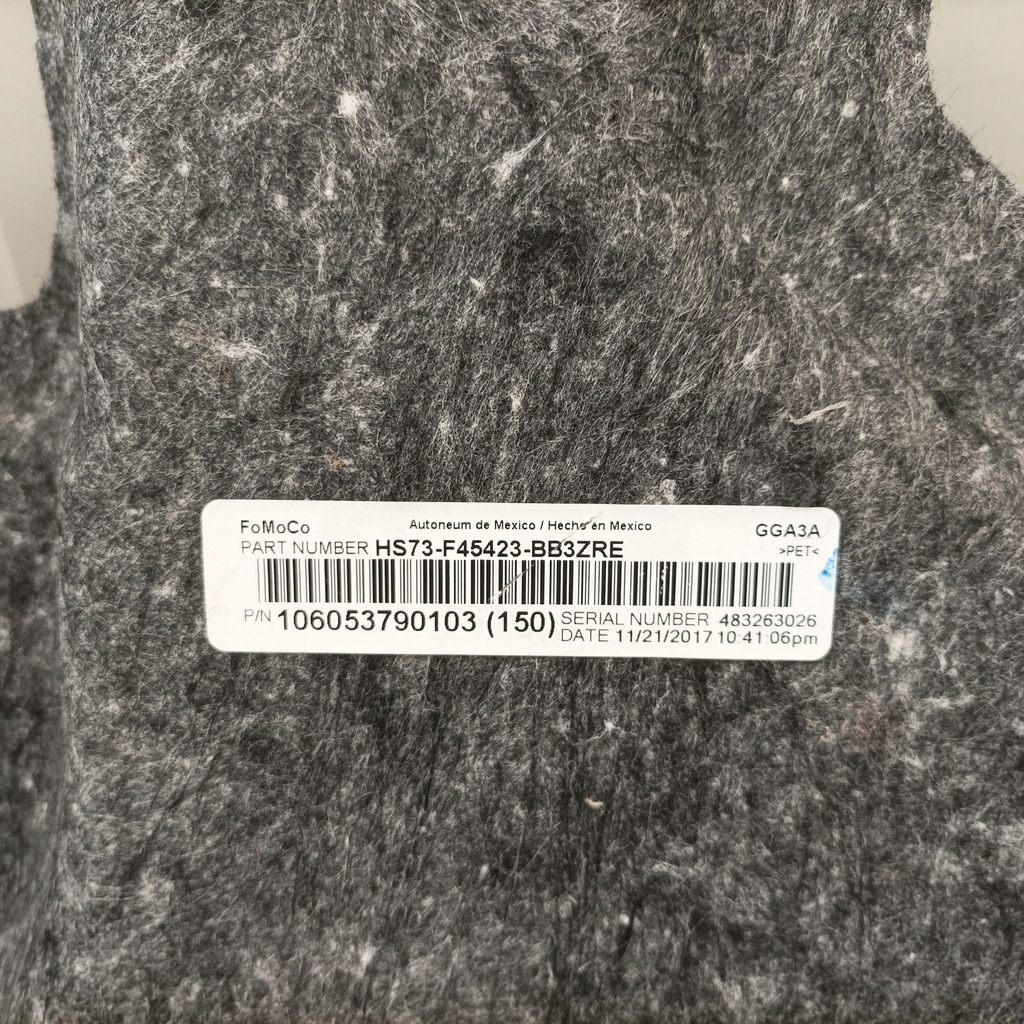 FoMoCo Autoneum de Mexico / Hecho en Mexico GGA3A
PART NUMBER HS73-F45423-BB3ZRE >PET<
P/N 106053790103 (150) SERIAL NUMBER 483263026
DATE 11/21/2017 10:41:06pm